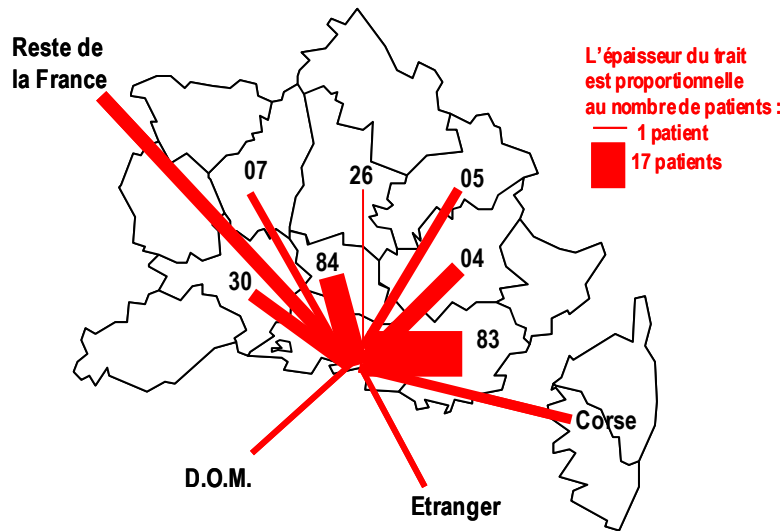 Reste de
la France
L'épaisseur du trait
est proportionnelle
au nombre de patients :
1 patient
17 patients
07
26
05
84
04
30
83
Corse
D.O.M.
Etranger